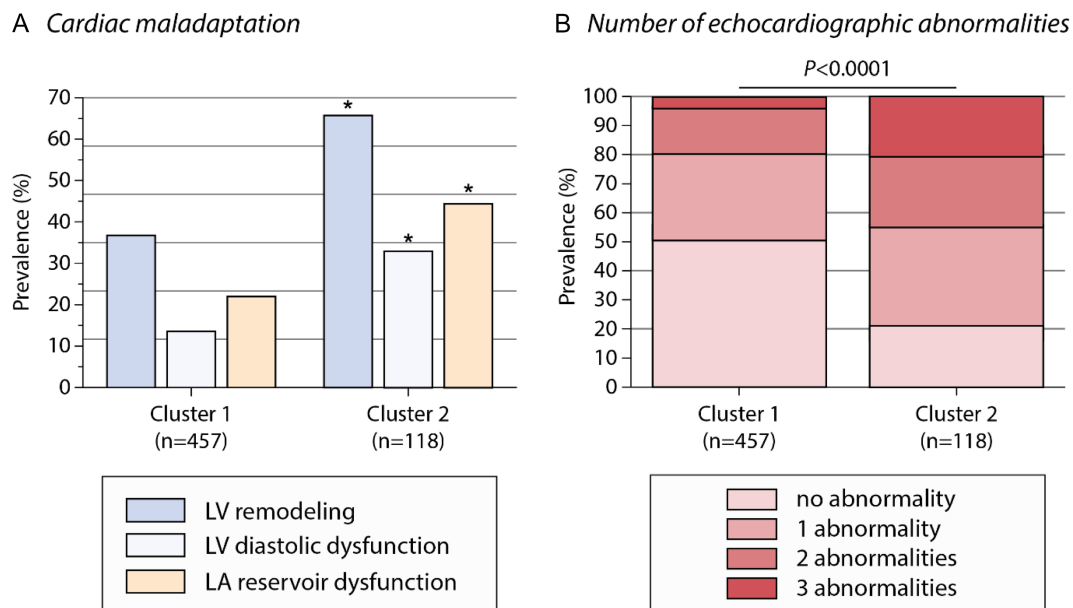 A Cardiac maladaptation
70
60
50
40
30
20
10
0
Prevalence (%)
*
*
*
Cluster 1
(n=457)
Cluster 2
(n=118)
LV remodeling
LV diastolic dysfunction
LA reservoir dysfunction
B Number of echocardiographic abnormalities
P<0.0001
100
90
80
70
60
50
40
30
20
10
0
Prevalence (%)
Cluster 1
(n=457)
Cluster 2
(n=118)
no abnormality
1 abnormality
2 abnormalities
3 abnormalities